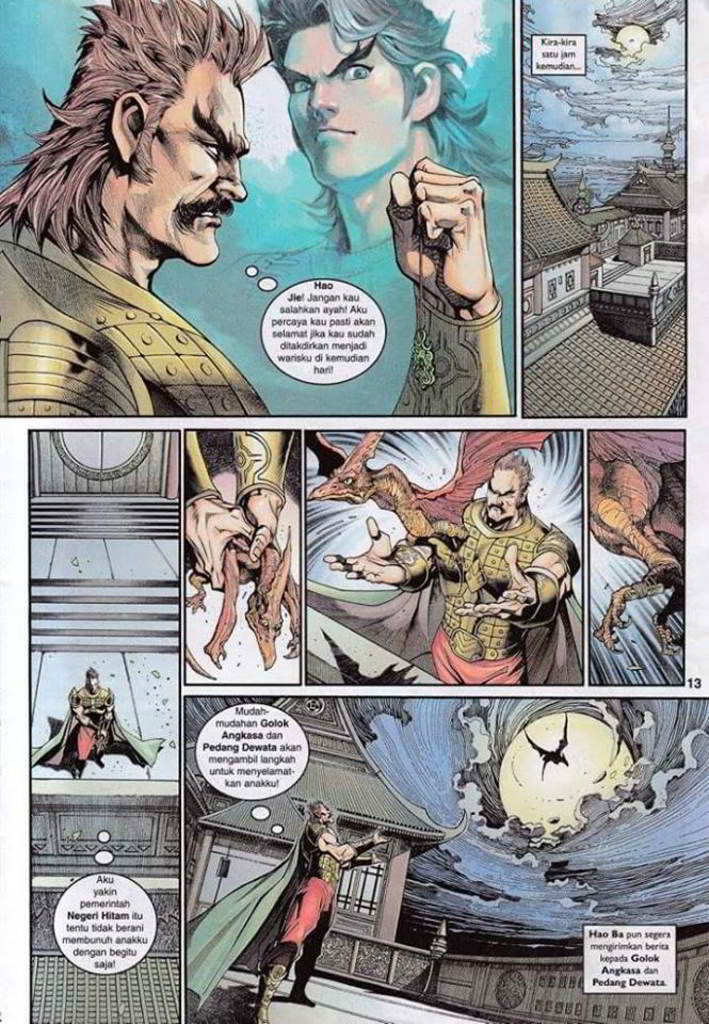 Hao
Jie! Jangan kau
salahkan ayah! Aku
percaya kau pasti akan
selamat jika kau sudah
ditakdirkan menjadi
warisku di kemudian
hari!
Kira-kira
satu jam
kemudian...
Aku
yakin
pemerintah
Negeri Hitam itu
tentu tidak berani
membunuh anakku
dengan begitu
saja!
13
Mudah-
mudahan Golok
Angkasa dan
Pedang Dewata akan
mengambil langkah
untuk menyelamat-
kan anakku!
Hao Ba pun segera
mengirimkan berita
kepada Golok
Angkasa dan
Pedang Dewata.